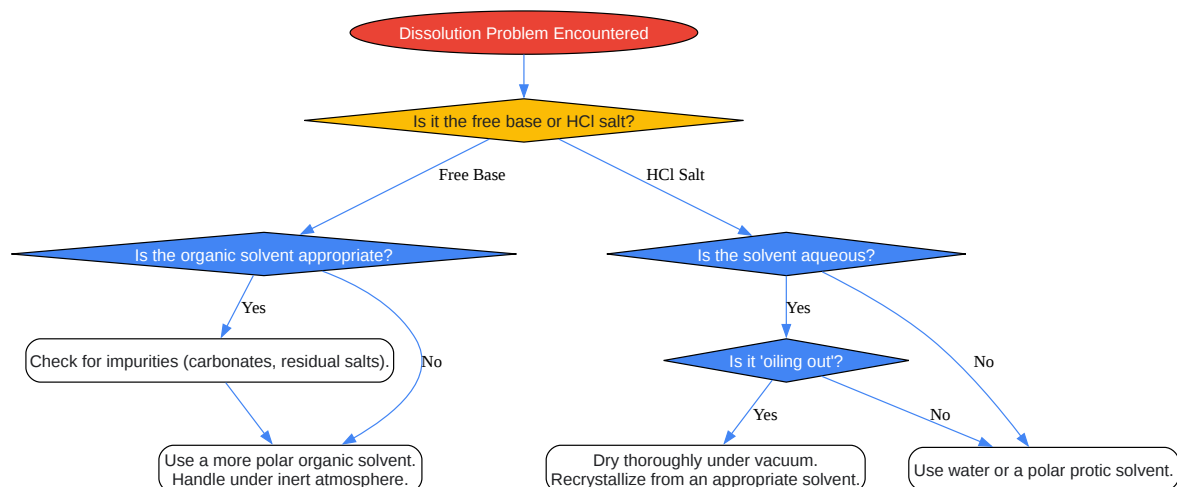 Dissolution Problem Encountered
Is it the free base or HCl salt?
Free Base
HCl Salt
Is the organic solvent appropriate?
Is the solvent aqueous?
Yes
Yes
Check for impurities (carbonates, residual salts).
No
Is it 'oiling out'?
No
Yes
No
Use a more polar organic solvent.
Handle under inert atmosphere.
Dry thoroughly under vacuum.
Recrystallize from an appropriate solvent.
Use water or a polar protic solvent.